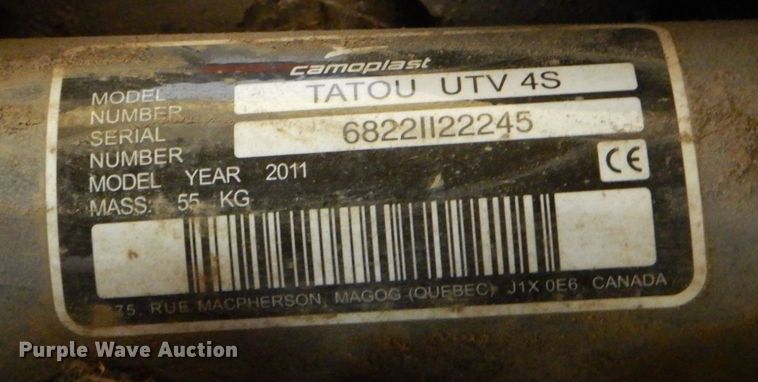 camoplast
MODEL NUMBER TATOU UTV 4S
SERIAL NUMBER 68221122245
MODEL YEAR 2011
MASS: 55 KG
CE
75, RUE MACPHERSON, MAGOG (QUEBEC) J1X 0E6 CANADA
Purple Wave Auction